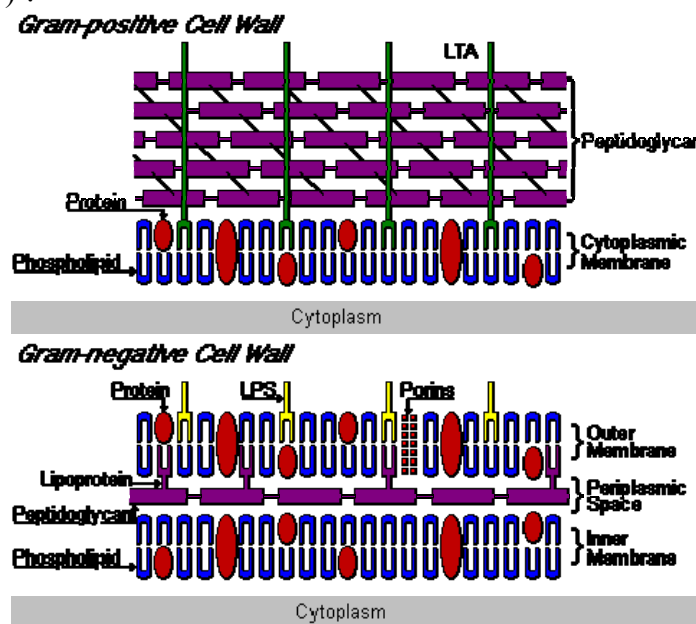 ) .
Gram-positive Cell Wall
LTA
Peptidoglycan
Protein
Phospholipid
Cytoplasmic
Membrane
Cytoplasm
Gram-negative Cell Wall
Protein
LPS
Porins
Outer
Membrane
Lipoprotein
Periplasmic
Space
Peptidoglycan
Phospholipid
Inner
Membrane
Cytoplasm